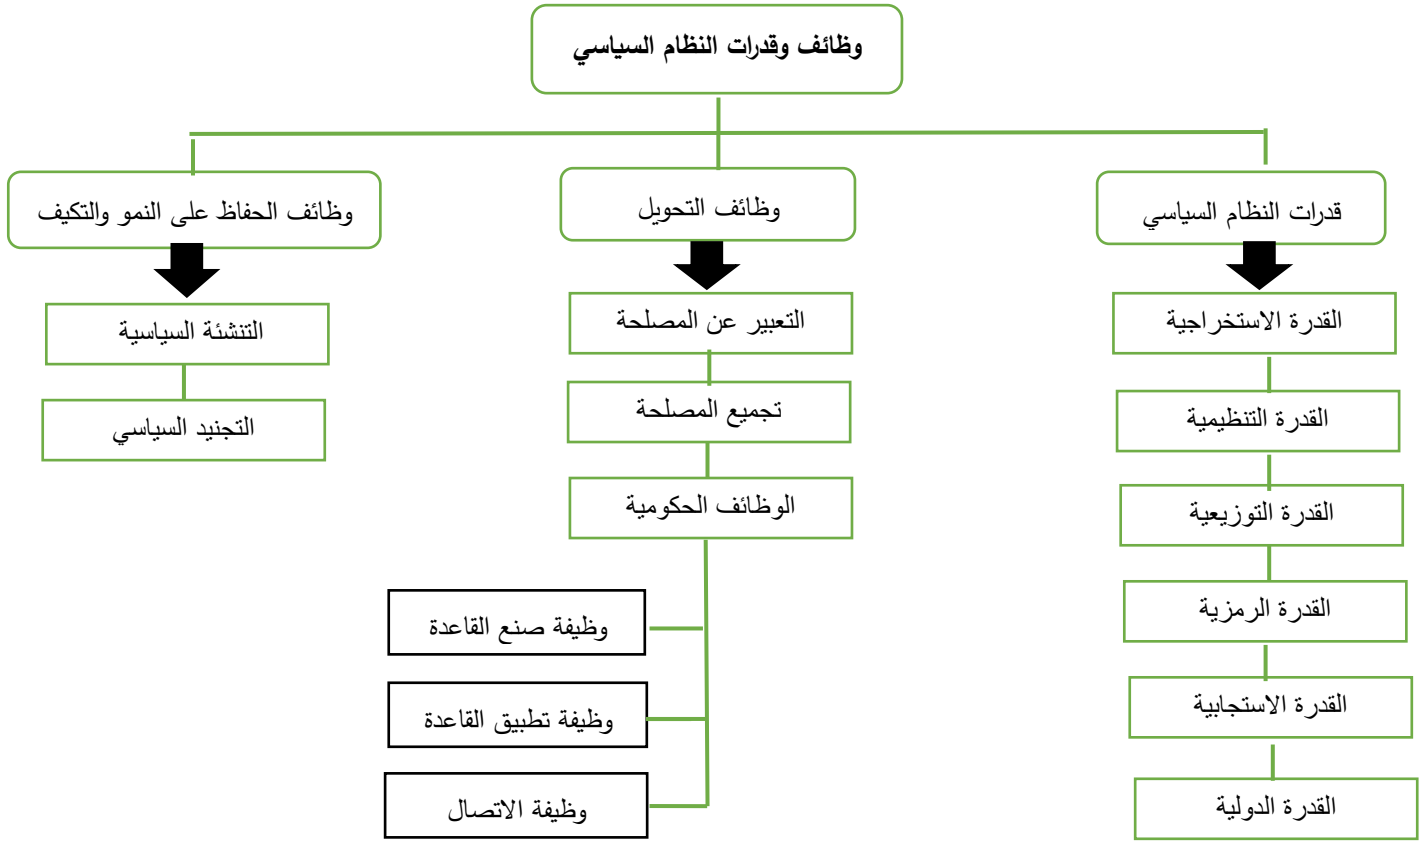 وظائف وقدرات النظام السياسي
قدرات النظام السياسي
القدرة الاستخراجية
القدرة التنظيمية
القدرة التوزيعية
القدرة الرمزية
القدرة الاستجابية
القدرة الدولية
وظائف التحويل
التعبير عن المصلحة
تجميع المصلحة
الوظائف الحكومية
وظيفة صنع القاعدة
وظيفة تطبيق القاعدة
وظيفة الاتصال
وظائف الحفاظ على النمو والتكيف
التنشئة السياسية
التجنيد السياسي